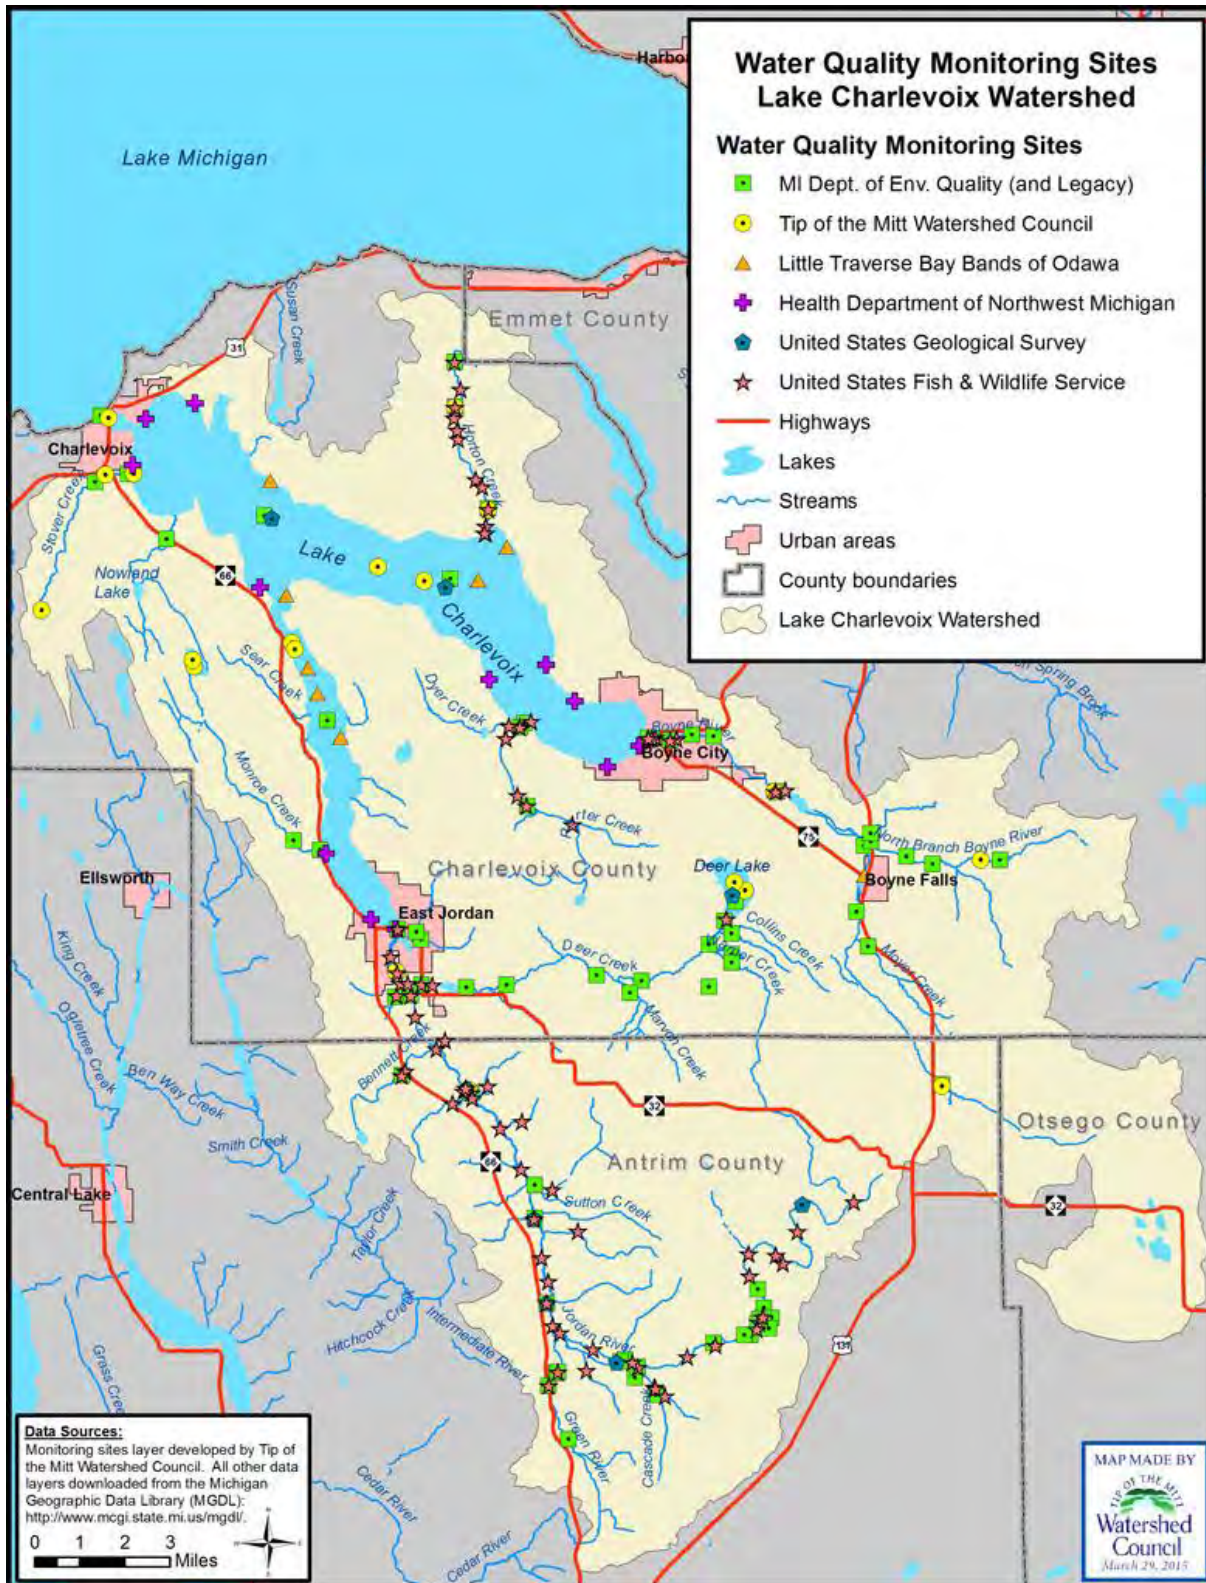 Water Quality Monitoring Sites
Lake Charlevoix Watershed
Water Quality Monitoring Sites
MI Dept. of Env. Quality (and Legacy)
Tip of the Mitt Watershed Council
Little Traverse Bay Bands of Odawa
Health Department of Northwest Michigan
United States Geological Survey
United States Fish & Wildlife Service
Highways
Lakes
Streams
Urban areas
County boundaries
Lake Charlevoix Watershed
Harbo
Lake Michigan
Susan Creek
Emmet County
31
Charlevoix
Horton Creek
Stover Creek
Lake
Nowland
Lake
66
Charlevoix
Spring Brook
Sear Creek
Dyer Creek
Boyne River
Boyne City
Monroe Creek
Porter Creek
75
North Branch Boyne River
Charlevoix County
Deer Lake
Ellsworth
Boyne Falls
East Jordan
Collins Creek
King Creek
Deer Creek
Warner Creek
Moyer Creek
Ogletree Creek
Marvon Creek
Bennett Creek
Ben Way Creek
32
Otsego County
Smith Creek
66
Antrim County
Central Lake
Sutton Creek
32
Taylor Creek
Hitchcock Creek
Intermediate River
Jordan River
131
Grass Cree
Cascade Creek
Green River
Cedar River
Cedar River
Data Sources:
Monitoring sites layer developed by Tip of
the Mitt Watershed Council. All other data
layers downloaded from the Michigan
Geographic Data Library (MGDL):
http://www.mcgi.state.mi.us/mgdl/.
0 1 2 3
Miles
MAP MADE BY
TIP OF THE MITT
Watershed
Council
March 29, 2015